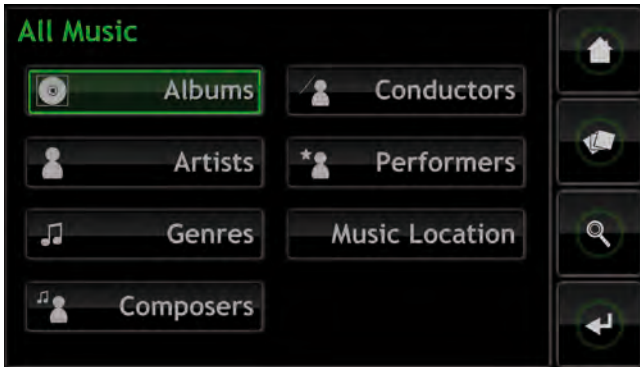 All Music
Albums
Conductors
Artists
Performers
Genres
Music Location
Composers